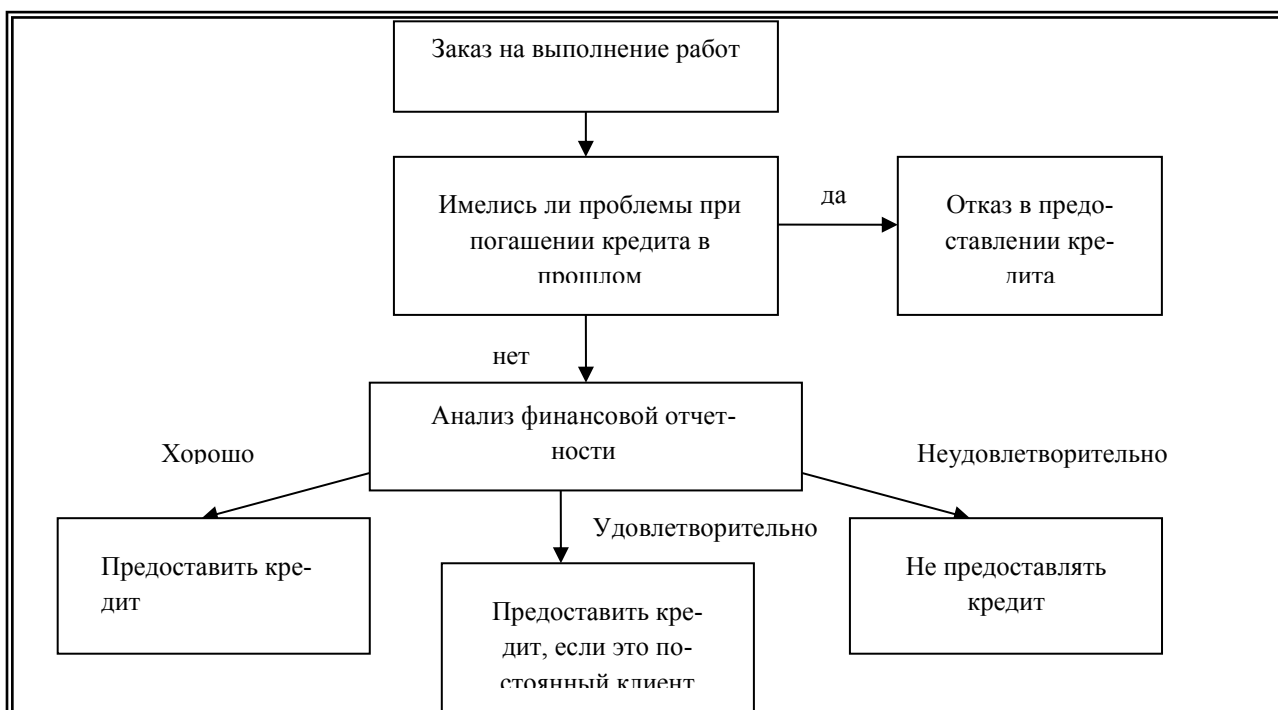 Заказ на выполнение работ
Имелись ли проблемы при
погашении кредита в
прошлом
да
Отказ в предо-
ставлении кре-
дита
нет
Анализ финансовой отчет-
ности
Хорошо
Неудовлетворительно
Удовлетворительно
Предоставить кре-
дит
Предоставить кре-
дит, если это по-
стоянный клиент
Не предоставлять
кредит